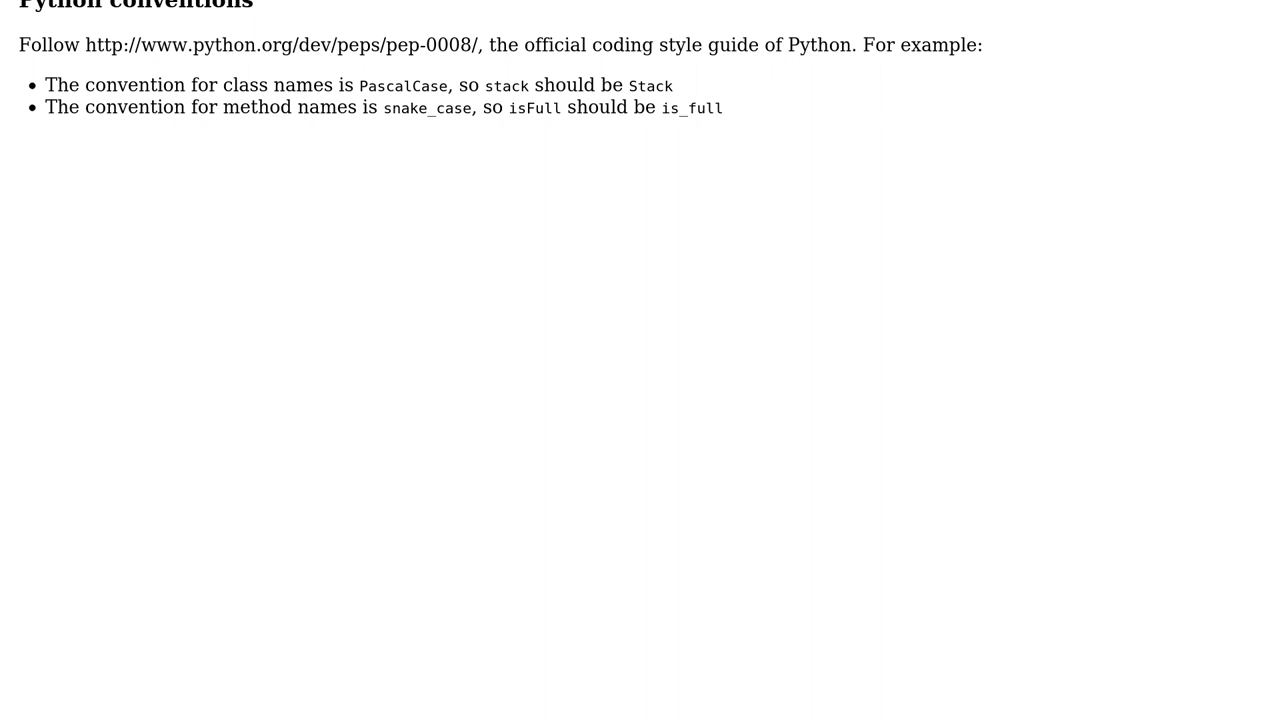 Python conventions
Follow http://www.python.org/dev/peps/pep-0008/, the official coding style guide of Python. For example:
• The convention for class names is PascalCase, so stack should be Stack
• The convention for method names is snake_case, so isFull should be is_full